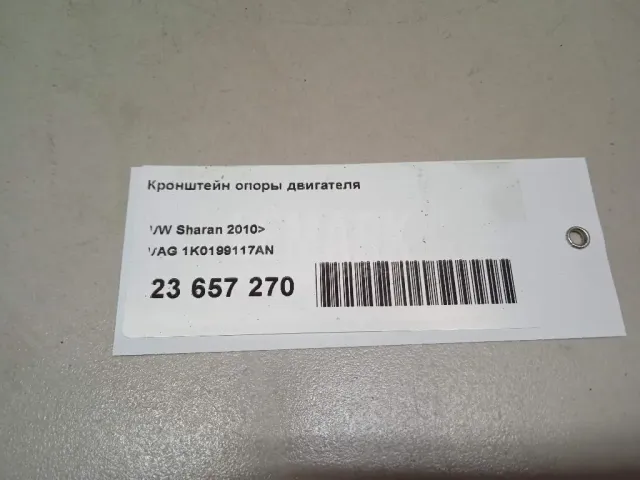 Кронштейн опоры двигателя
VW Sharan 2010>
VAG 1K0199117AN
23 657 270